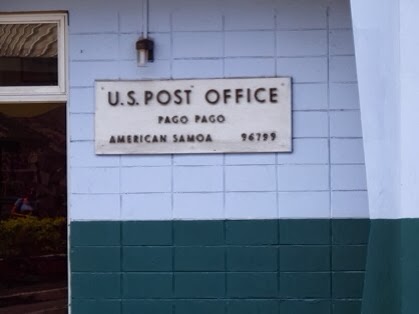 U.S. POST OFFICE
PAGO PAGO
AMERICAN SAMOA 96799